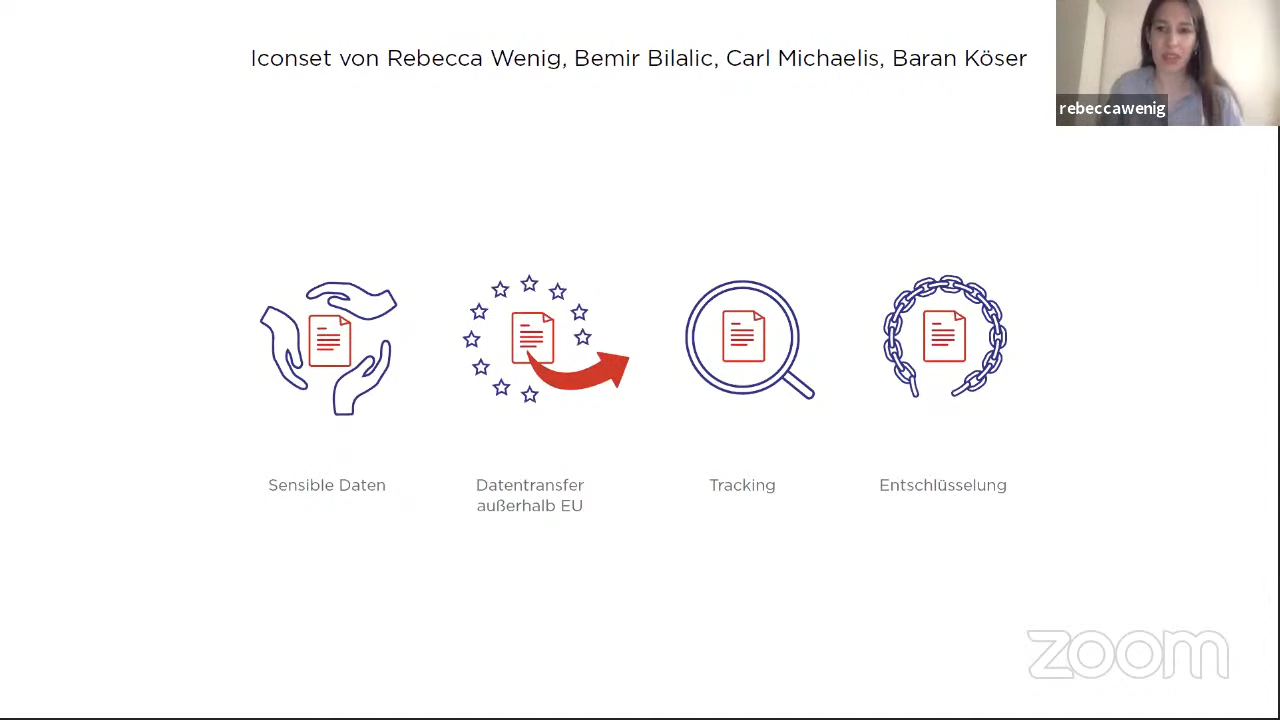 Iconset von Rebecca Wenig, Bemir Bilalic, Carl Michaelis, Baran Köser
rebeccawenig
Sensible Daten
Datentransfer
außerhalb EU
Tracking
Entschlüsselung
zoom